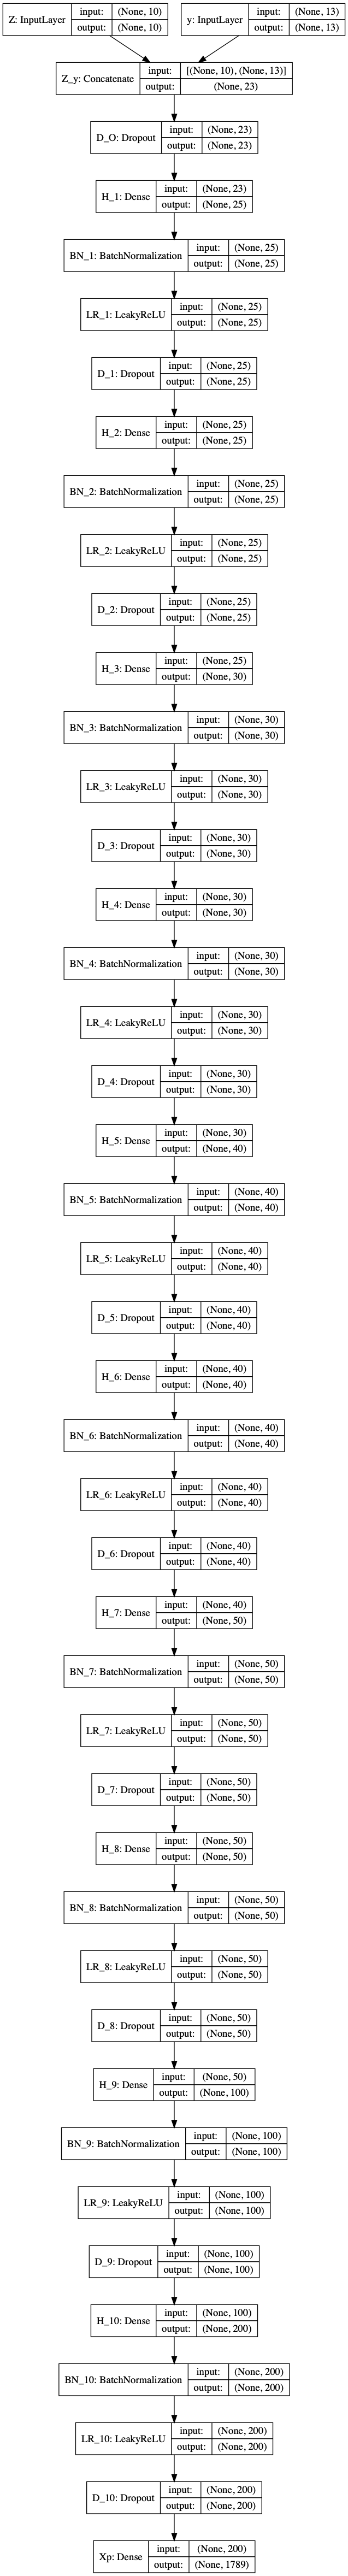 Z: InputLayer input: (None, 10)
output: (None, 10)
y: InputLayer input: (None, 13)
output: (None, 13)
Z_y: Concatenate input: [(None, 10), (None, 13)]
output: (None, 23)
D_O: Dropout input: (None, 23)
output: (None, 23)
H_1: Dense input: (None, 23)
output: (None, 25)
BN_1: BatchNormalization input: (None, 25)
output: (None, 25)
LR_1: LeakyReLU input: (None, 25)
output: (None, 25)
D_1: Dropout input: (None, 25)
output: (None, 25)
H_2: Dense input: (None, 25)
output: (None, 25)
BN_2: BatchNormalization input: (None, 25)
output: (None, 25)
LR_2: LeakyReLU input: (None, 25)
output: (None, 25)
D_2: Dropout input: (None, 25)
output: (None, 25)
H_3: Dense input: (None, 25)
output: (None, 30)
BN_3: BatchNormalization input: (None, 30)
output: (None, 30)
LR_3: LeakyReLU input: (None, 30)
output: (None, 30)
D_3: Dropout input: (None, 30)
output: (None, 30)
H_4: Dense input: (None, 30)
output: (None, 30)
BN_4: BatchNormalization input: (None, 30)
output: (None, 30)
LR_4: LeakyReLU input: (None, 30)
output: (None, 30)
D_4: Dropout input: (None, 30)
output: (None, 30)
H_5: Dense input: (None, 30)
output: (None, 40)
BN_5: BatchNormalization input: (None, 40)
output: (None, 40)
LR_5: LeakyReLU input: (None, 40)
output: (None, 40)
D_5: Dropout input: (None, 40)
output: (None, 40)
H_6: Dense input: (None, 40)
output: (None, 40)
BN_6: BatchNormalization input: (None, 40)
output: (None, 40)
LR_6: LeakyReLU input: (None, 40)
output: (None, 40)
D_6: Dropout input: (None, 40)
output: (None, 40)
H_7: Dense input: (None, 40)
output: (None, 50)
BN_7: BatchNormalization input: (None, 50)
output: (None, 50)
LR_7: LeakyReLU input: (None, 50)
output: (None, 50)
D_7: Dropout input: (None, 50)
output: (None, 50)
H_8: Dense input: (None, 50)
output: (None, 50)
BN_8: BatchNormalization input: (None, 50)
output: (None, 50)
LR_8: LeakyReLU input: (None, 50)
output: (None, 50)
D_8: Dropout input: (None, 50)
output: (None, 50)
H_9: Dense input: (None, 50)
output: (None, 100)
BN_9: BatchNormalization input: (None, 100)
output: (None, 100)
LR_9: LeakyReLU input: (None, 100)
output: (None, 100)
D_9: Dropout input: (None, 100)
output: (None, 100)
H_10: Dense input: (None, 100)
output: (None, 200)
BN_10: BatchNormalization input: (None, 200)
output: (None, 200)
LR_10: LeakyReLU input: (None, 200)
output: (None, 200)
D_10: Dropout input: (None, 200)
output: (None, 200)
Xp: Dense input: (None, 200)
output: (None, 1789)